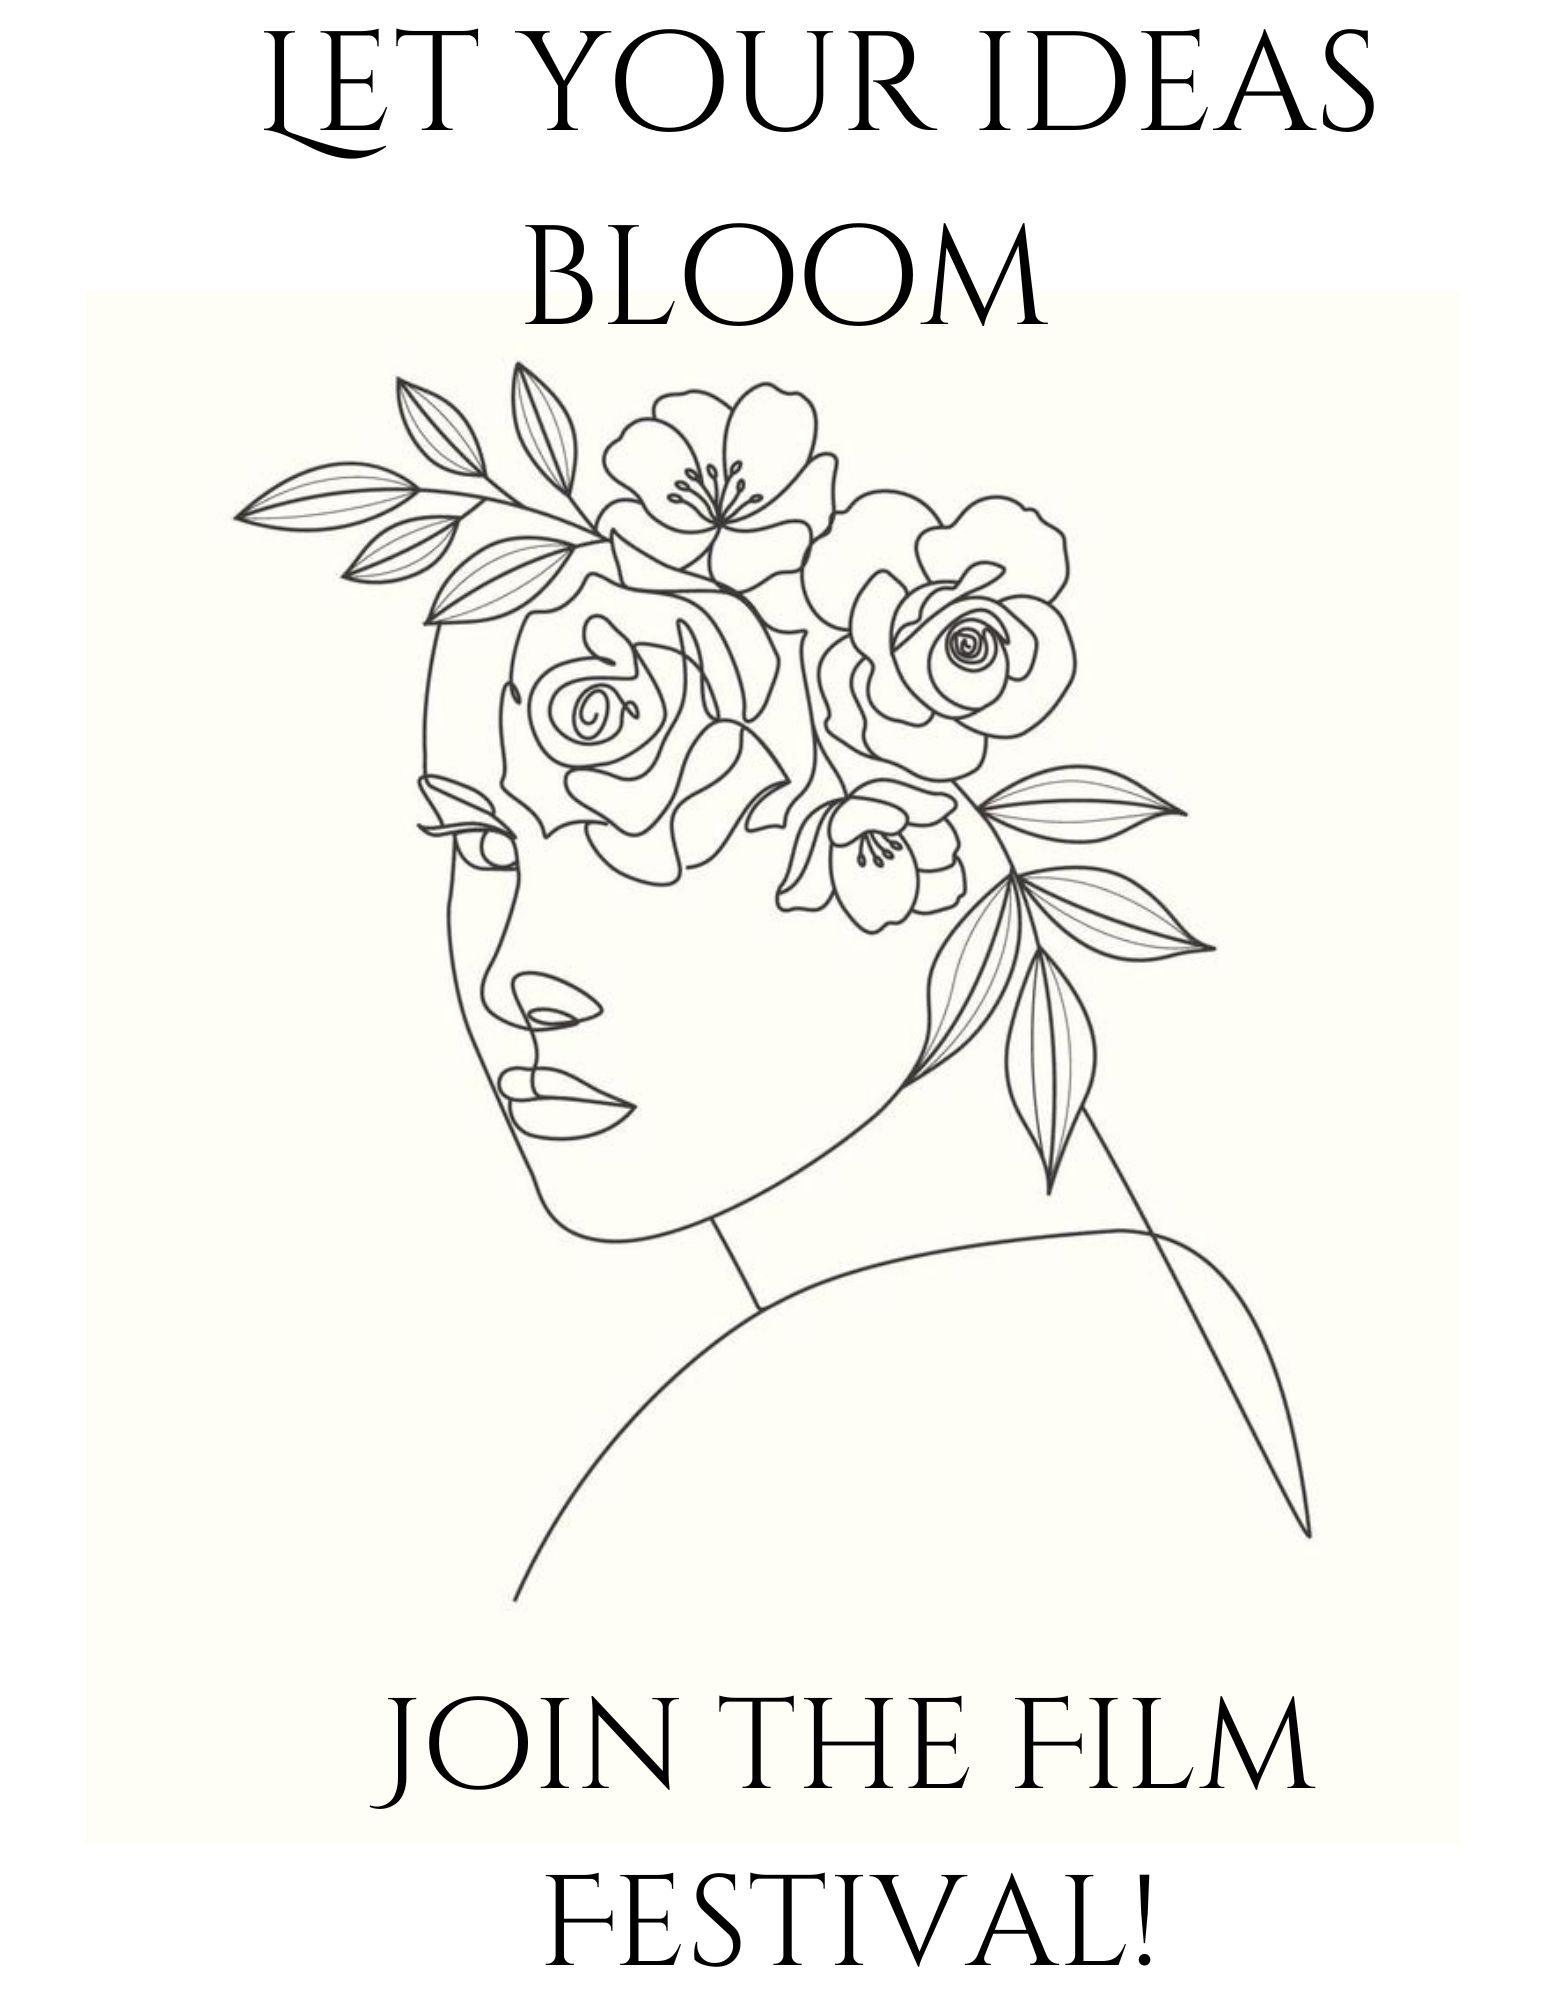 Let your ideas
bloom
Join the Film
Festival!